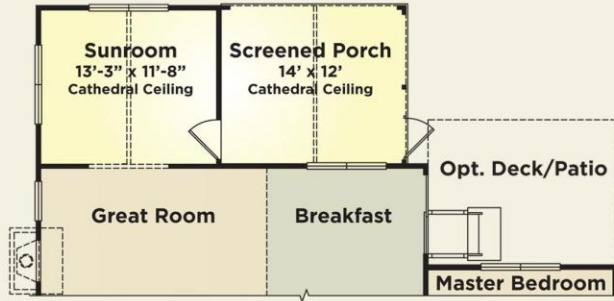 Sunroom
13'-3" x 11'-8"
Cathedral Ceiling
Screened Porch
14' x 12'
Cathedral Ceiling
Opt. Deck/Patio
Great Room
Breakfast
Master Bedroom